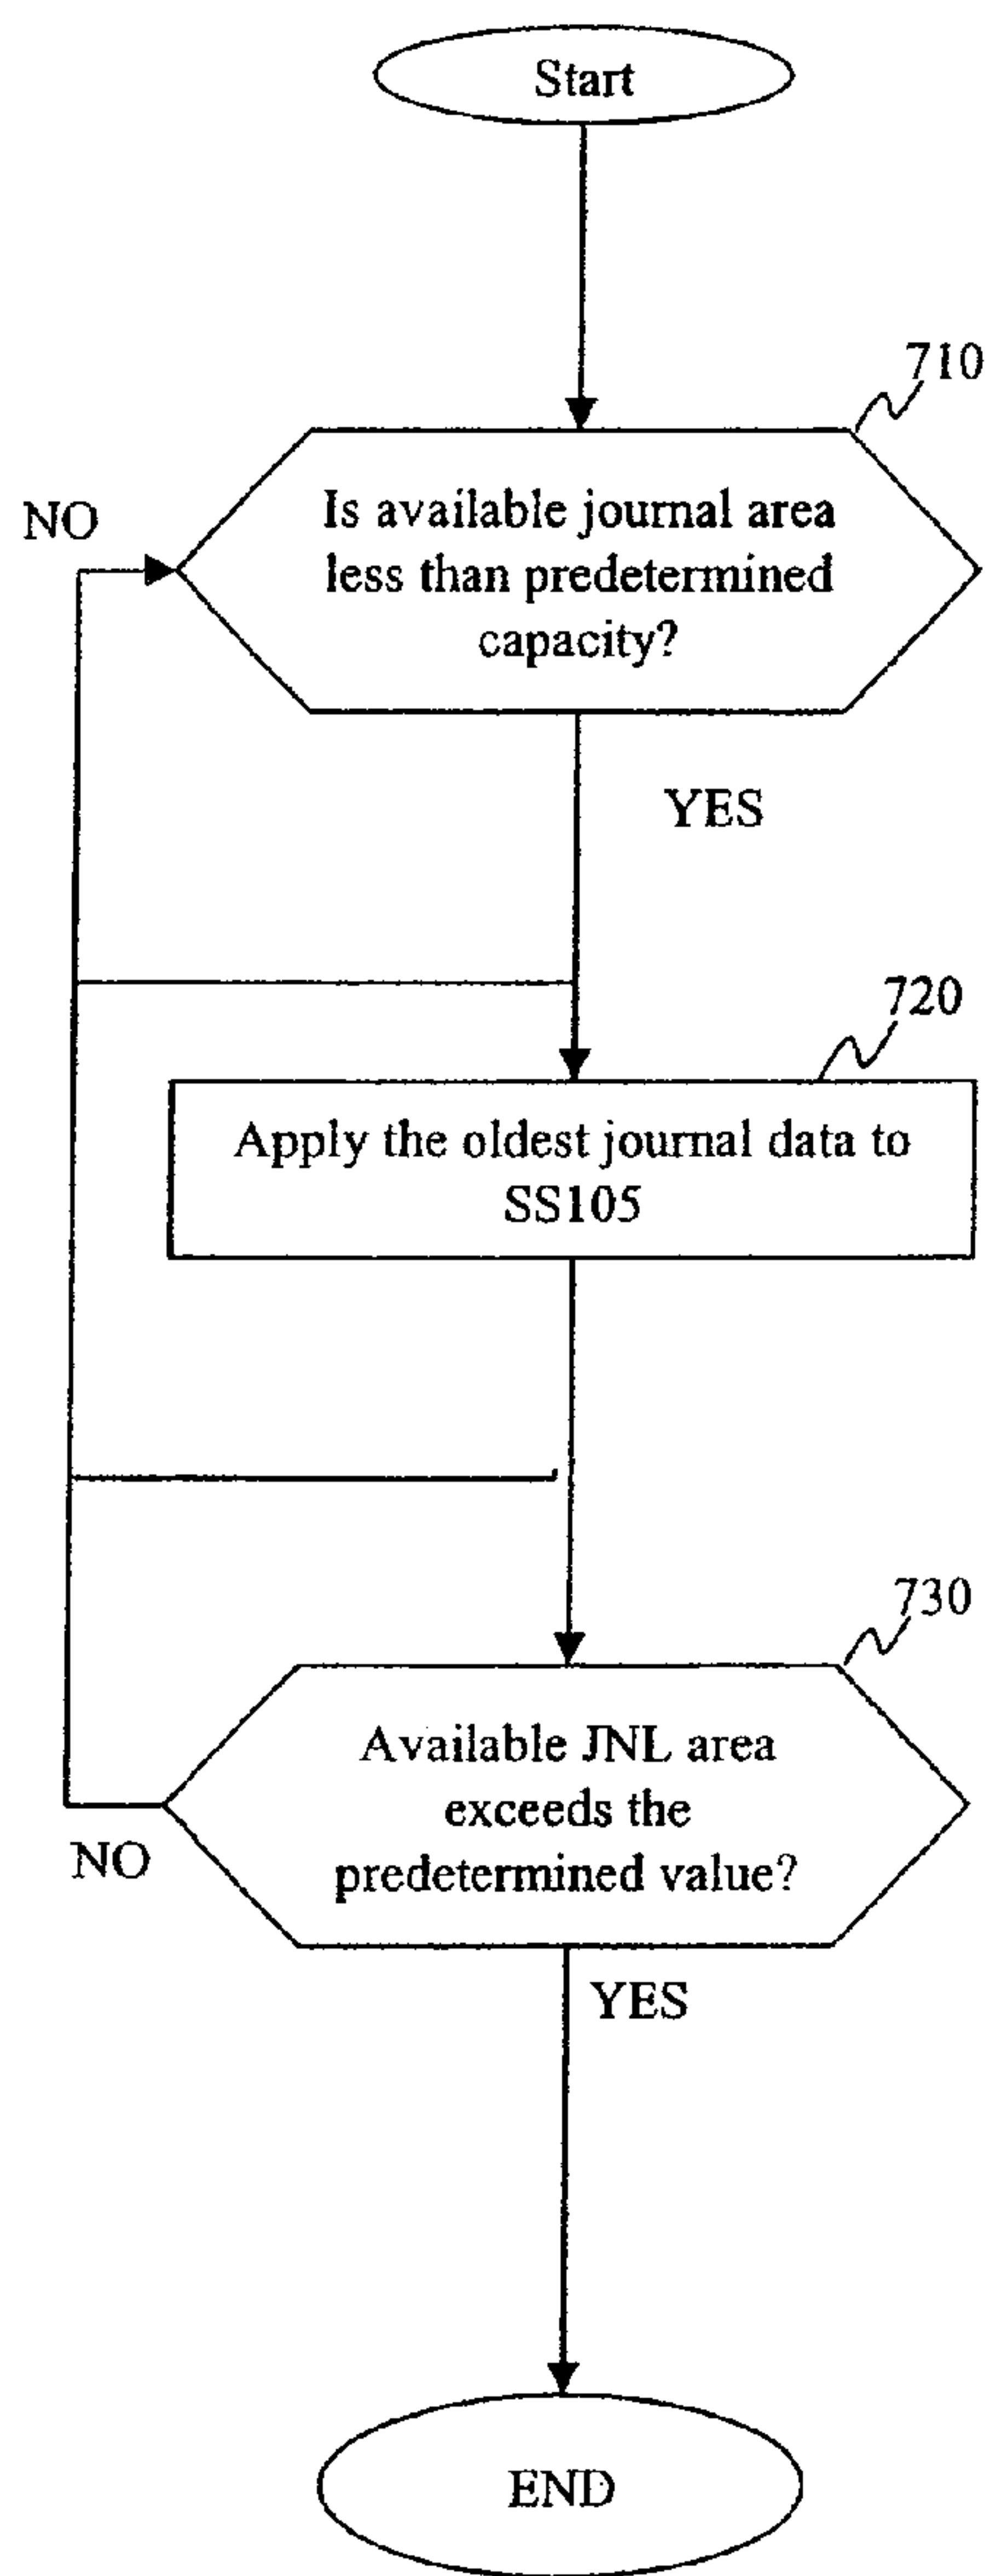 Start
710
NO
Is available journal area
less than predetermined
capacity?
YES
720
Apply the oldest journal data to
SS105
730
Available JNL area
exceeds the
predetermined value?
NO
YES
END